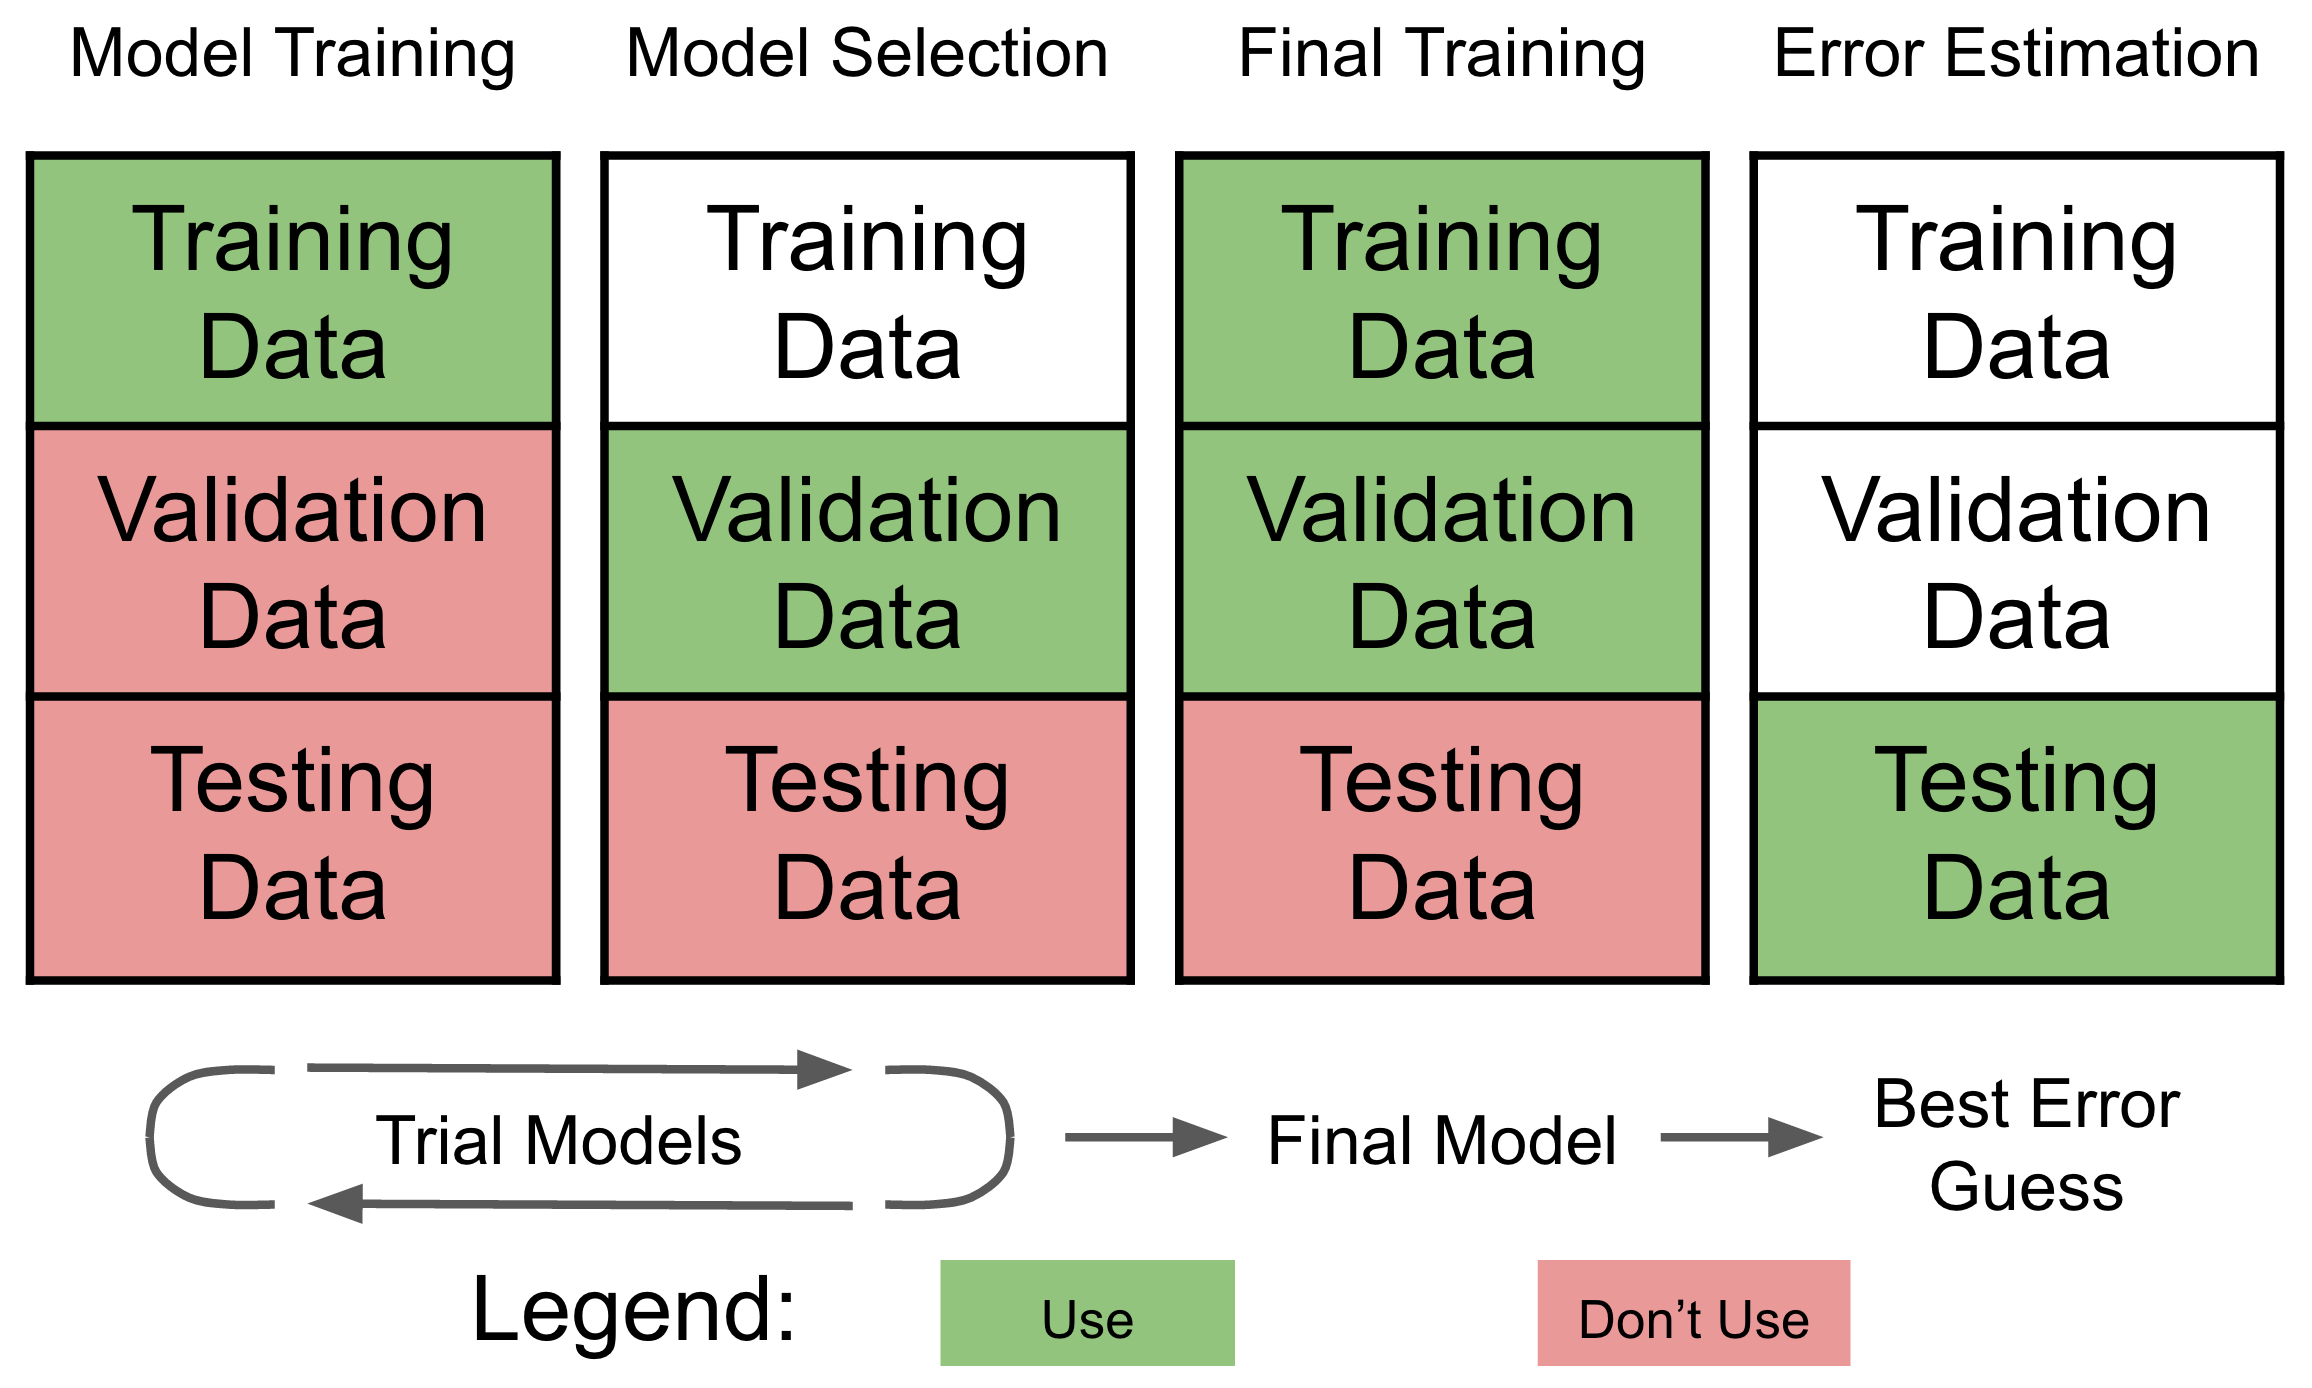 Model Training
Model Selection
Final Training
Error Estimation
Training
Data
Training
Data
Training
Data
Training
Data
Validation
Data
Validation
Data
Validation
Data
Validation
Data
Testing
Data
Testing
Data
Testing
Data
Testing
Data
Trial Models
Final Model
Best Error
Guess
Legend:
Use
Don’t Use